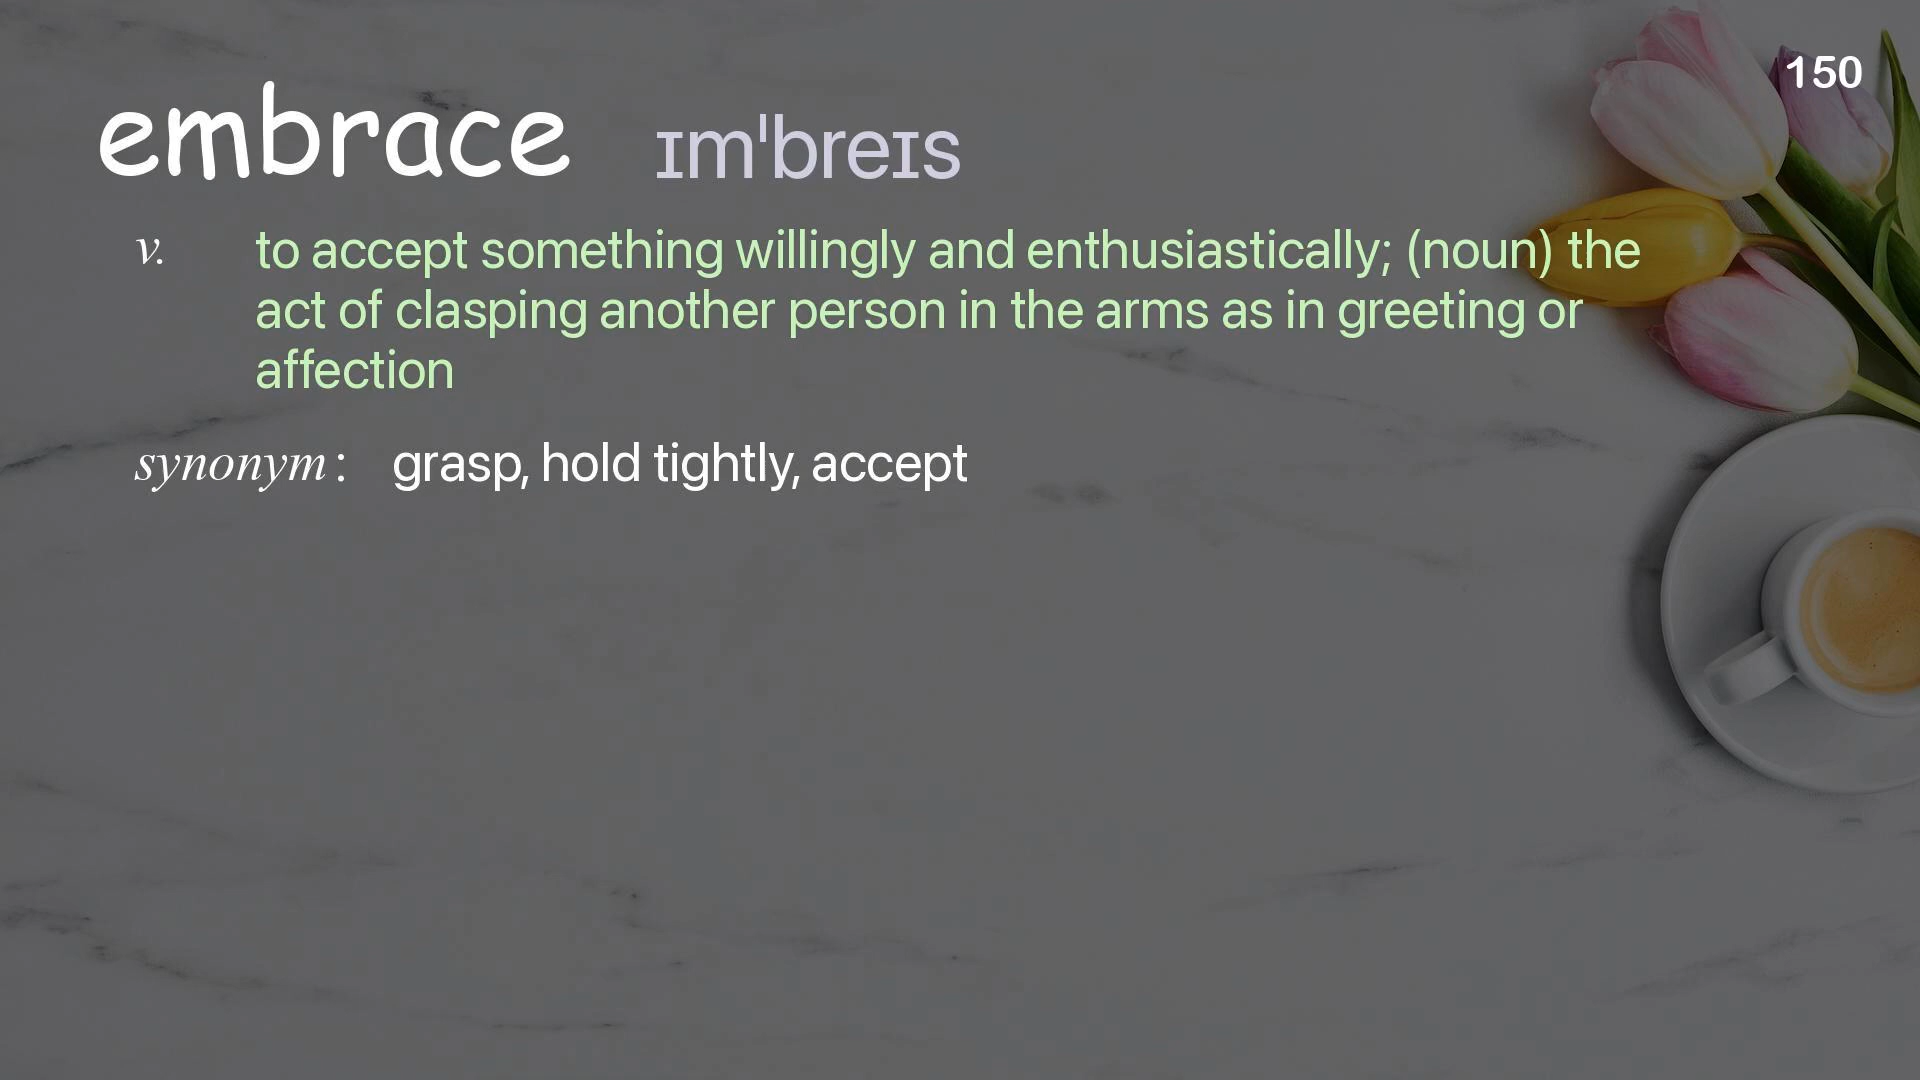 150
embrace ɪmˈbreɪs
v. to accept something willingly and enthusiastically; (noun) the
act of clasping another person in the arms as in greeting or
affection
synonym : grasp, hold tightly, accept